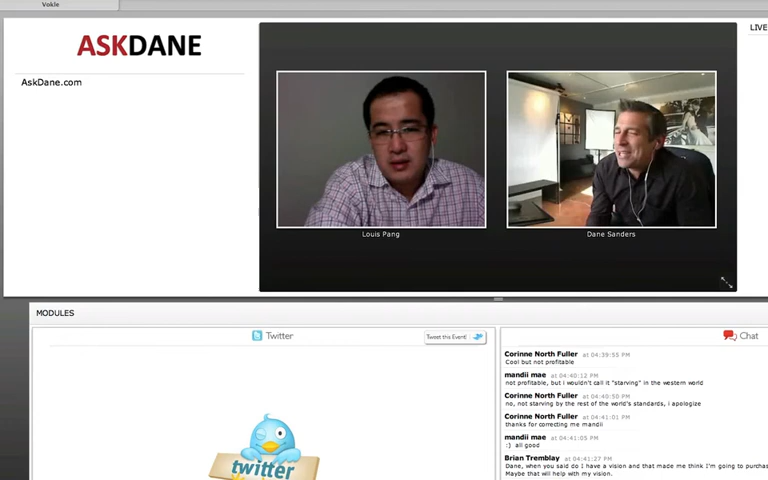 Vokle
ASKDANE
AskDane.com
LIVE
Louis Pang
Dane Sanders
MODULES
Twitter
Tweet this Event!
Chat
Corinne North Fuller at 04:39:55 PM
Cool but not profitable
mandii mae at 04:40:12 PM
not profitable, but i wouldn't call it "starving" in the western world
Corinne North Fuller at 04:40:50 PM
no, not starving by the rest of the world's standards, i apologize
Corinne North Fuller at 04:41:01 PM
thanks for correcting me mandii
mandii mae at 04:41:05 PM
:) all good
Brian Tremblay at 04:41:27 PM
Dane, when you said do I have a vision and that made me think I'm going to purchas
Maybe that will help with my vision.
twitter